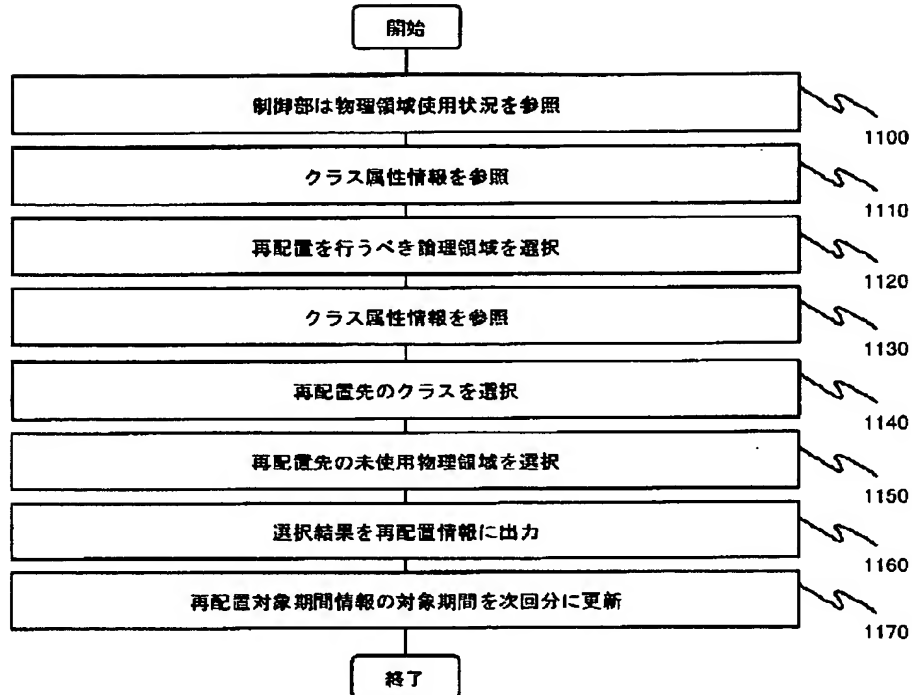 開始
制御部は物理領域使用状況を参照
1100
クラス属性情報を参照
1110
再配置を行うべき論理領域を選択
1120
クラス属性情報を参照
1130
再配置先のクラスを選択
1140
再配置先の未使用物理領域を選択
1150
選択結果を再配置情報に出力
1160
再配置対象期間情報の対象期間を次回分に更新
1170
終了